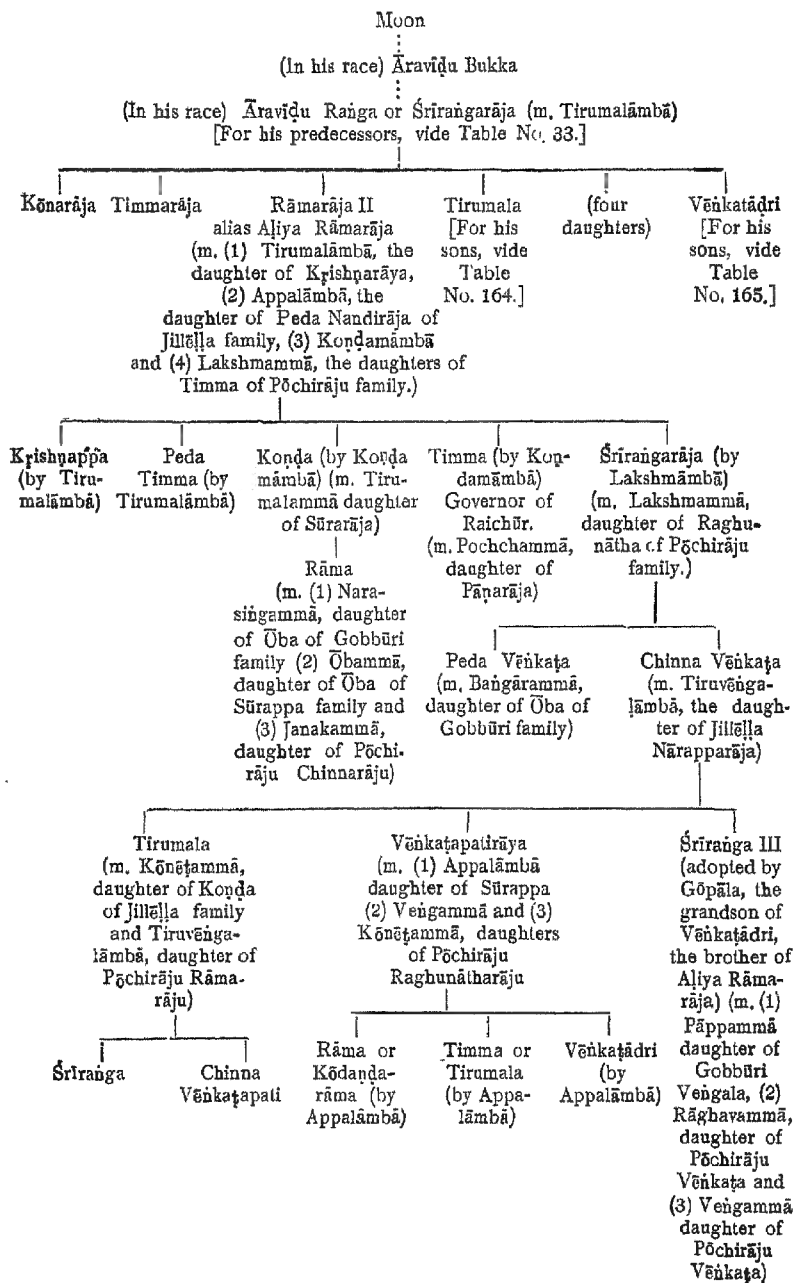 Moon
(In his race) Āravīḍu Bukka
(In his race) Āravīḍu Raṅga or Śrīraṅgarāja (m. Tirumalāmbā)
[For his predecessors, vide Table No. 33.]
Kōnarāja
Timmarāja
Rāmarāja II
alias Aḷiya Rāmarāja
(m. (1) Tirumalāmbā, the
daughter of Kṛishṇarāya,
(2) Appalāmbā, the
daughter of Peda Nandirāja of
Jillēḷḷa family, (3) Koṇḍamāmbā
and (4) Lakshmammā, the daughters of
Timma of Pōchirāju family.)
Tirumala
[For his
sons, vide
Table
No. 164.]
(four
daughters)
Vēṅkatādri
[For his
sons, vide
Table
No. 165.]
Kṛishṇappa
(by Tiru-
malāmbā)
Peda
Timma (by
Tirumalāmbā)
Koṇḍa (by Koṇḍa
māmbā) (m. Tiru-
malammā daughter
of Sūrarāja)
Timma (by Kon-
damāmbā)
Governor of
Raichūr.
(m. Pochchammā,
daughter of
Pāṇarāja)
Śrīraṅgarāja (by
Lakshmāmbā)
(m. Lakshmammā,
daughter of Raghu-
nātha of Pōchirāju
family.)
Rāma
(m. (1) Nara-
siṅgammā, daughter
of Ōba of Gobbūri
family (2) Ōbammā,
daughter of Ōba of
Sūrappa family and
(3) Janakammā,
daughter of Pōchi-
rāju Chinnarāju)
Peda Vēṅkata
(m. Baṅgārammā,
daughter of Ōba of
Gobbūri family)
Chinna Vēṅkaṭa
(m. Tiruvēṅga-
ḷāmbā, the daugh-
ter of Jillēḷḷa
Nārapparāja)
Tirumala
(m. Kōnēṭammā,
daughter of Koṇḍa
of Jillēḷḷa family
and Tiruvēṅga-
lāmbā, daughter of
Pōchirāju Rāma-
rāju)
Vēṅkaṭapatirāya
(m. (1) Appalāmbā
daughter of Sūrappa
(2) Veṅgammā and (3)
Kōnēṭammā, daughters
of Pōchirāju
Raghunātharāju
Śrīraṅga III
(adopted by
Gōpāla, the
grandson of
Vēṅkaṭādri,
the brother of
Aḷiya Rāma-
rāja) (m. (1)
Pāppammā
daughter of
Gobbūri
Veṅgala, (2)
Rāghavammā,
daughter of
Pōchirāju
Vēṅkaṭa and
(3) Veṅgammā
daughter of
Pōchirāju
Vēṅkaṭa)
Śrīraṅga
Chinna
Vēṅkaṭapati
Rāma or
Kōdaṇḍa-
rāma (by
Appalāmbā)
Timma or
Tirumala
(by Appa-
lāmbā)
Vēṅkaṭādri
(by
Appalāmbā)